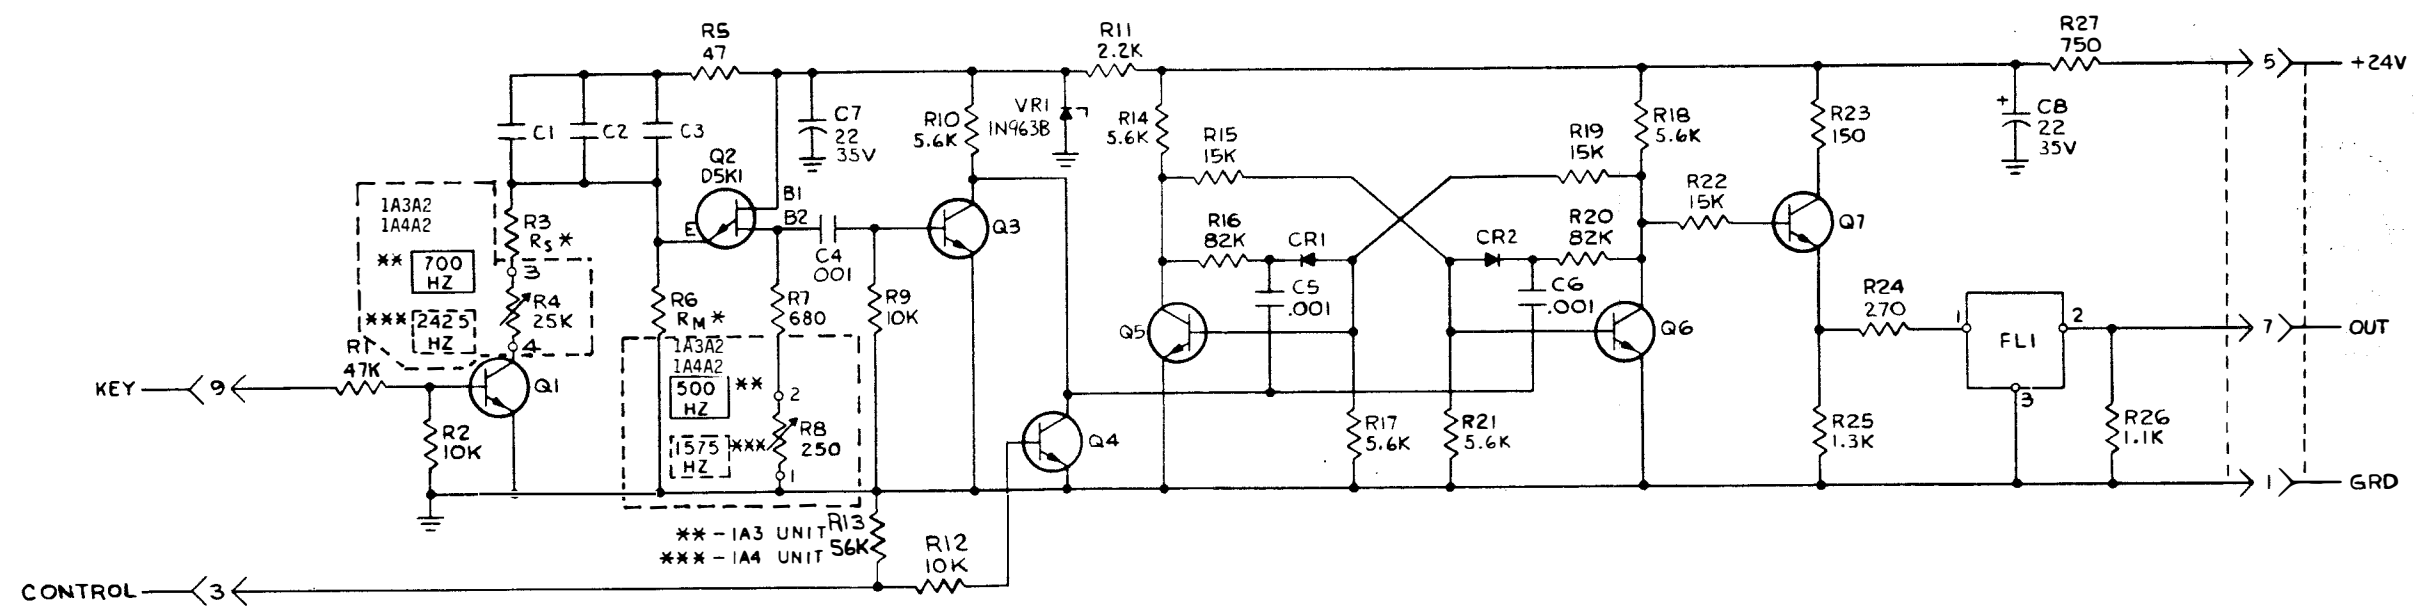 R5
47
R11
2.2K
R27
750
5
+24V
C1
C2
C3
Q2
D5K1
B1
B2
E
C7
22
35V
R10
5.6K
VR1
1N963B
R14
5.6K
R15
15K
R19
15K
R18
5.6K
R23
150
+
C8
22
35V
1A3A2
1A4A2
** 700
HZ
*** 2425
HZ
R3
RS *
3
R4
25K
4
C4
.001
Q3
R16
82K
CR1
C5
.001
CR2
R20
82K
C6
.001
R22
15K
Q7
R6
RM *
R7
680
R9
10K
Q5
Q6
R24
270
1
FL1
2
3
7
OUT
KEY
9
R1
47K
Q1
R2
10K
1A3A2
1A4A2
500 **
HZ
1575 ***
HZ
2
R8
250
1
Q4
R17
5.6K
R21
5.6K
R25
1.3K
R26
1.1K
1
GRD
** - 1A3 UNIT
*** - 1A4 UNIT
R13
56K
R12
10K
CONTROL
3